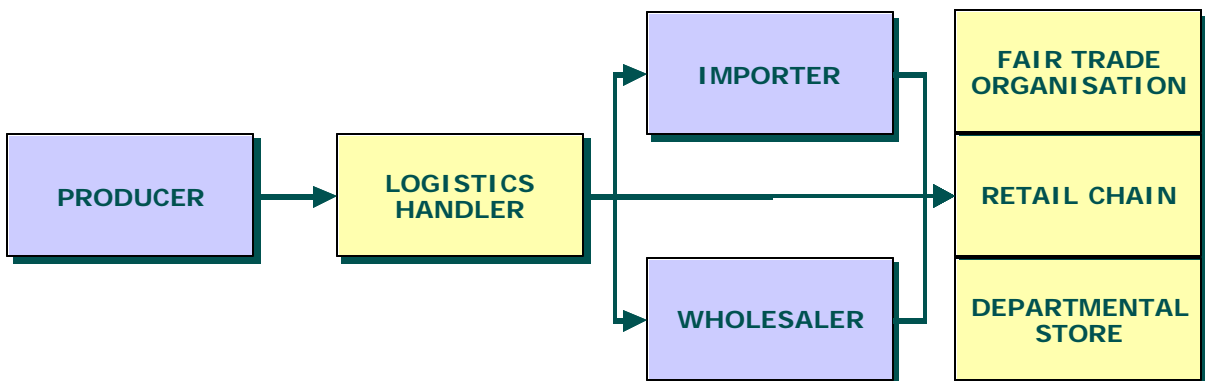 PRODUCER
LOGISTICS
HANDLER
IMPORTER
WHOLESALER
FAIR TRADE
ORGANISATION
RETAIL CHAIN
DEPARTMENTAL
STORE